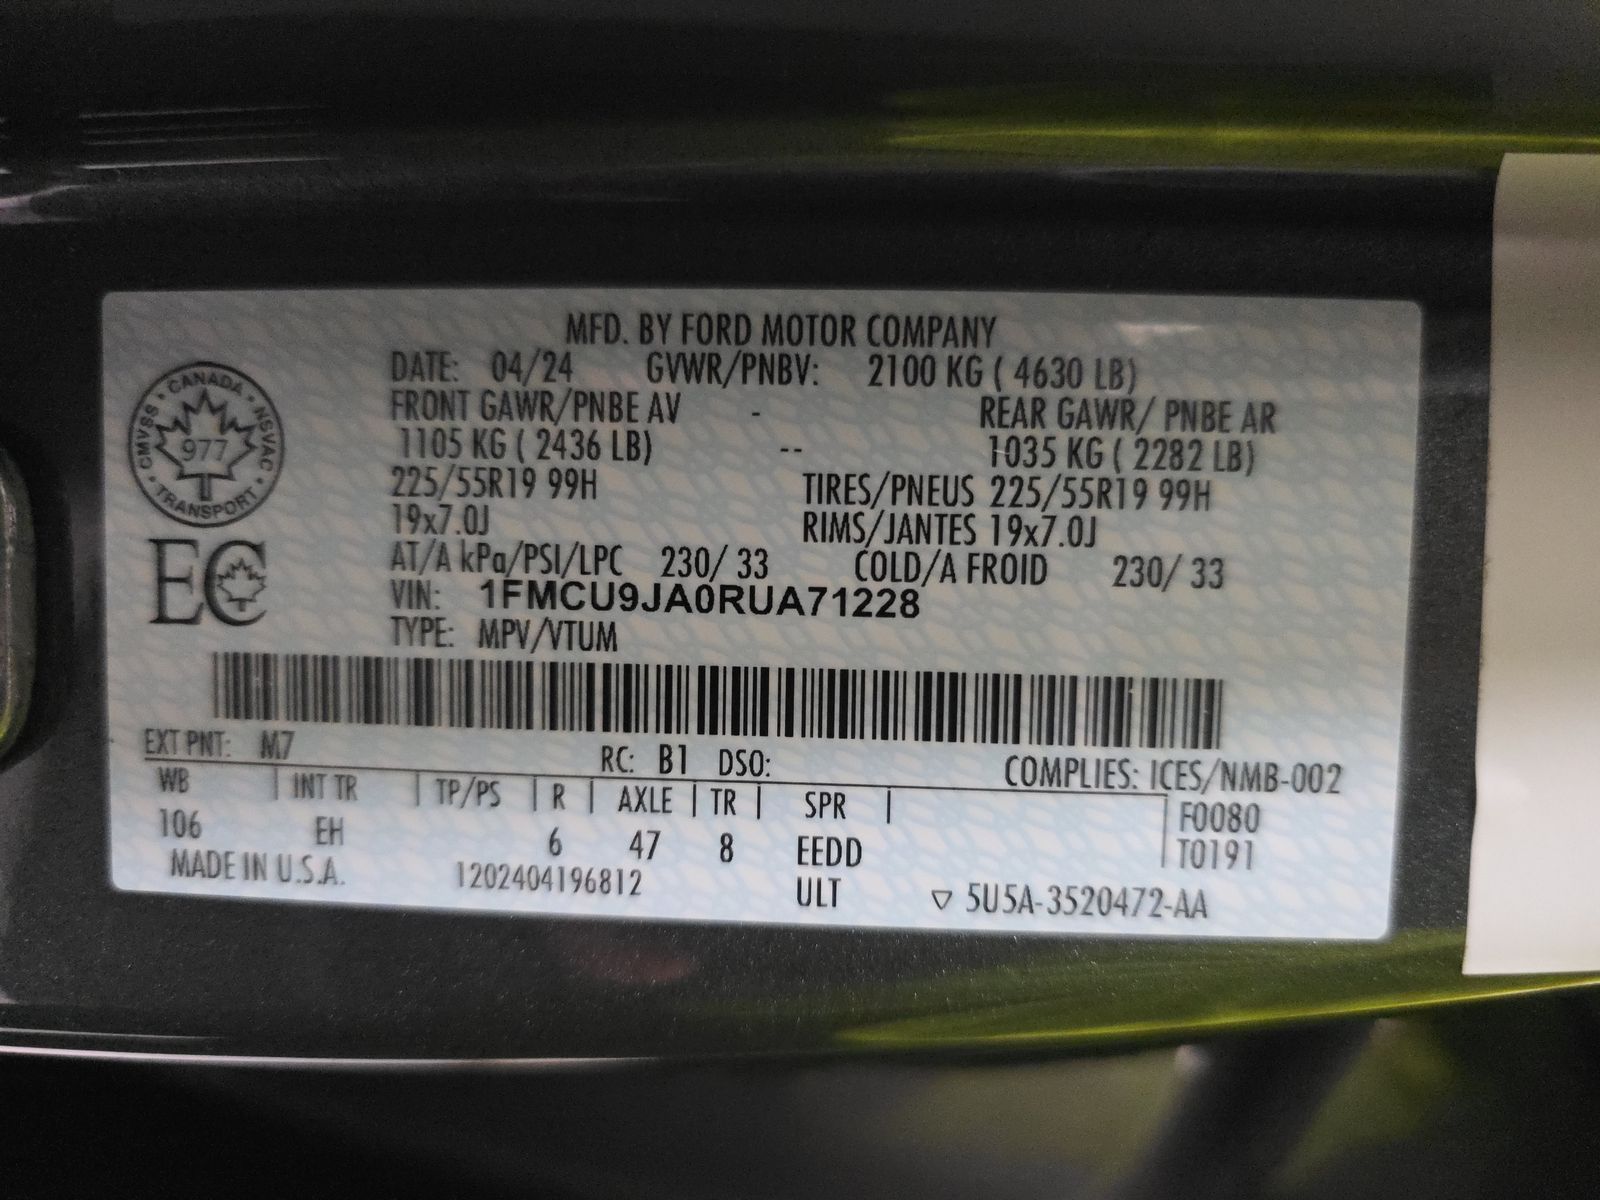 MFD. BY FORD MOTOR COMPANY
DATE: 04/24 GVWR/PNBV: 2100 KG ( 4630 LB)
FRONT GAWR/PNBE AV - REAR GAWR/ PNBE AR
1105 KG ( 2436 LB) -- 1035 KG ( 2282 LB)
225/55R19 99H TIRES/PNEUS 225/55R19 99H
19x7.0J RIMS/JANTES 19x7.0J
AT/A kPa/PSI/LPC 230/ 33 COLD/A FROID 230/ 33
VIN: 1FMCU9JA0RUA71228
TYPE: MPV/VTUM
CANADA · NSVAC · TRANSPORT · CMVSS ·
977
EC
EXT PNT: M7 RC: B1 DSO: COMPLIES: ICES/NMB-002
WB | INT TR | TP/PS | R | AXLE | TR | SPR | F0080
106 EH 6 47 8 EEDD T0191
MADE IN U.S.A. 1202404196812 ULT ▽ 5U5A-3520472-AA